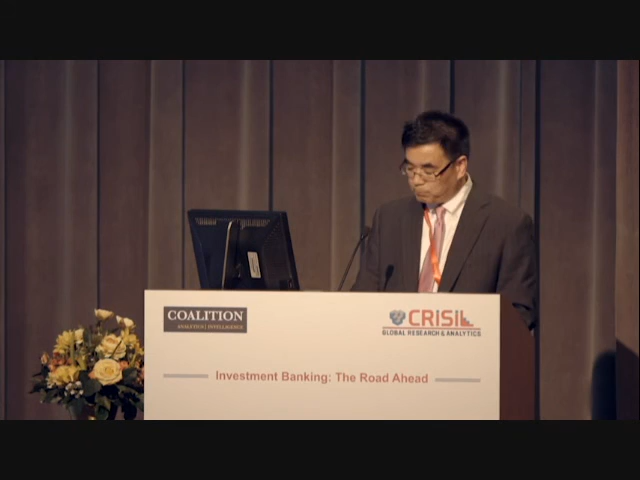 COALITION
ANALYTICS | INTELLIGENCE
CRISIL
GLOBAL RESEARCH & ANALYTICS
Investment Banking: The Road Ahead